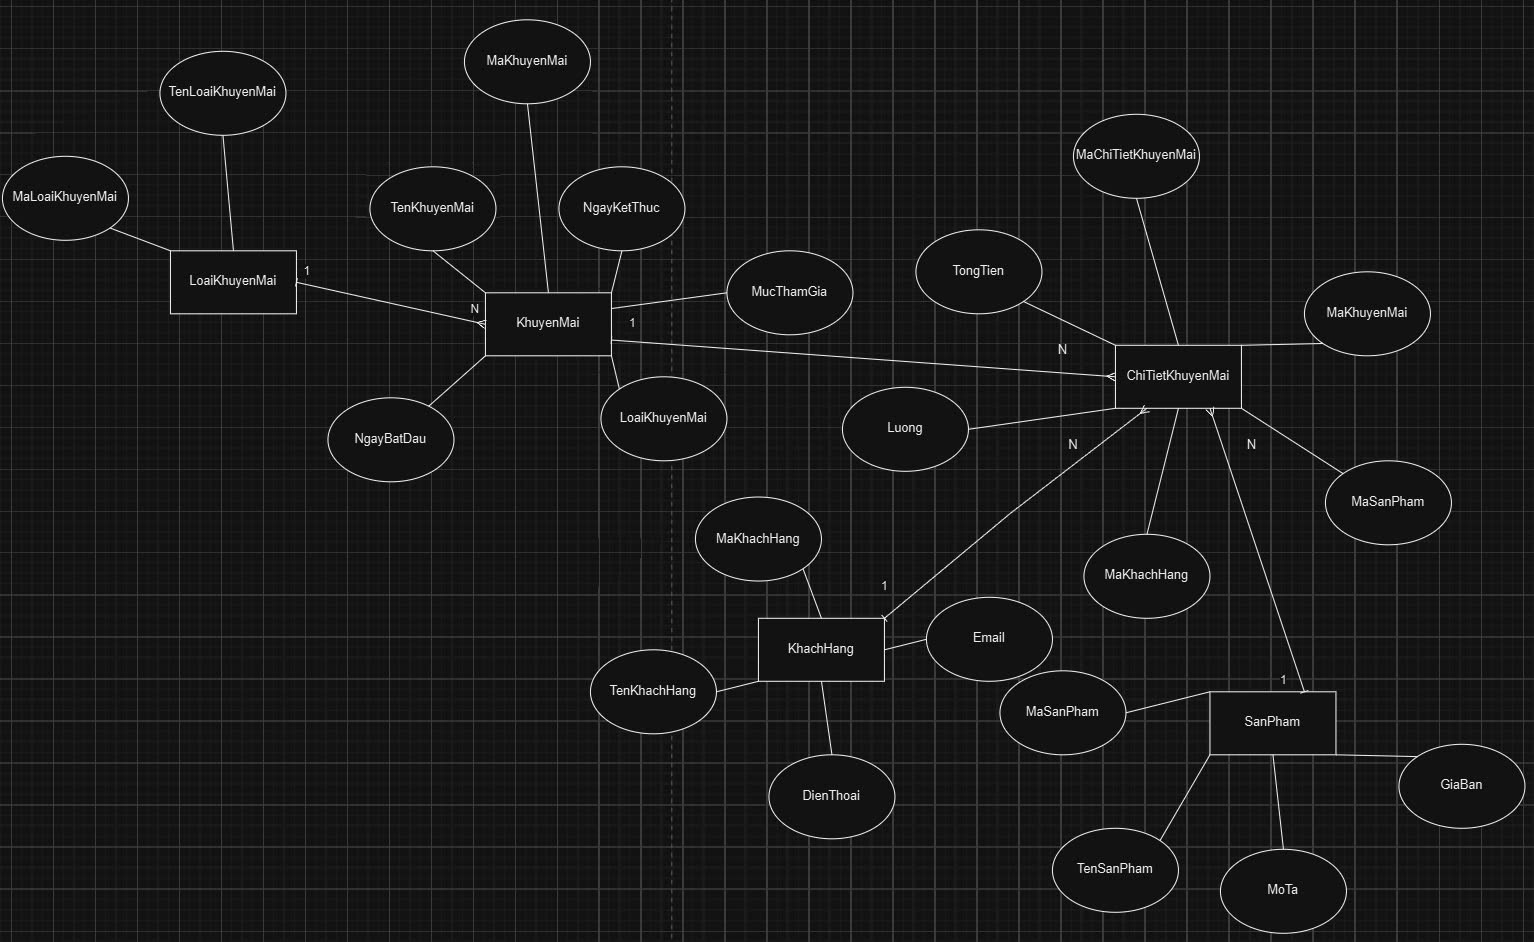 MaKhuyenMai
TenLoaiKhuyenMai
MaChiTietKhuyenMai
MaLoaiKhuyenMai
TenKhuyenMai
NgayKetThuc
TongTien
1
LoaiKhuyenMai
MucThamGia
N
KhuyenMai
1
MaKhuyenMai
N
ChiTietKhuyenMai
LoaiKhuyenMai
Luong
NgayBatDau
N
N
MaSanPham
MaKhachHang
MaKhachHang
1
Email
KhachHang
TenKhachHang
1
MaSanPham
SanPham
GiaBan
DienThoai
TenSanPham
MoTa